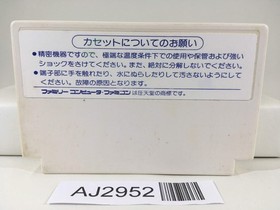 カセットについてのお願い
●精密機器ですので、極端な温度条件下での使用や保管および強い
ショックをさけてください。また、絶対に分解しないでください。
●端子部に手を触れたり、水にぬらしたりして汚さないようにして
ください。故障の原因となります。
ファミリーコンピュータ・ファミコンは任天堂の商標です。
AJ2952